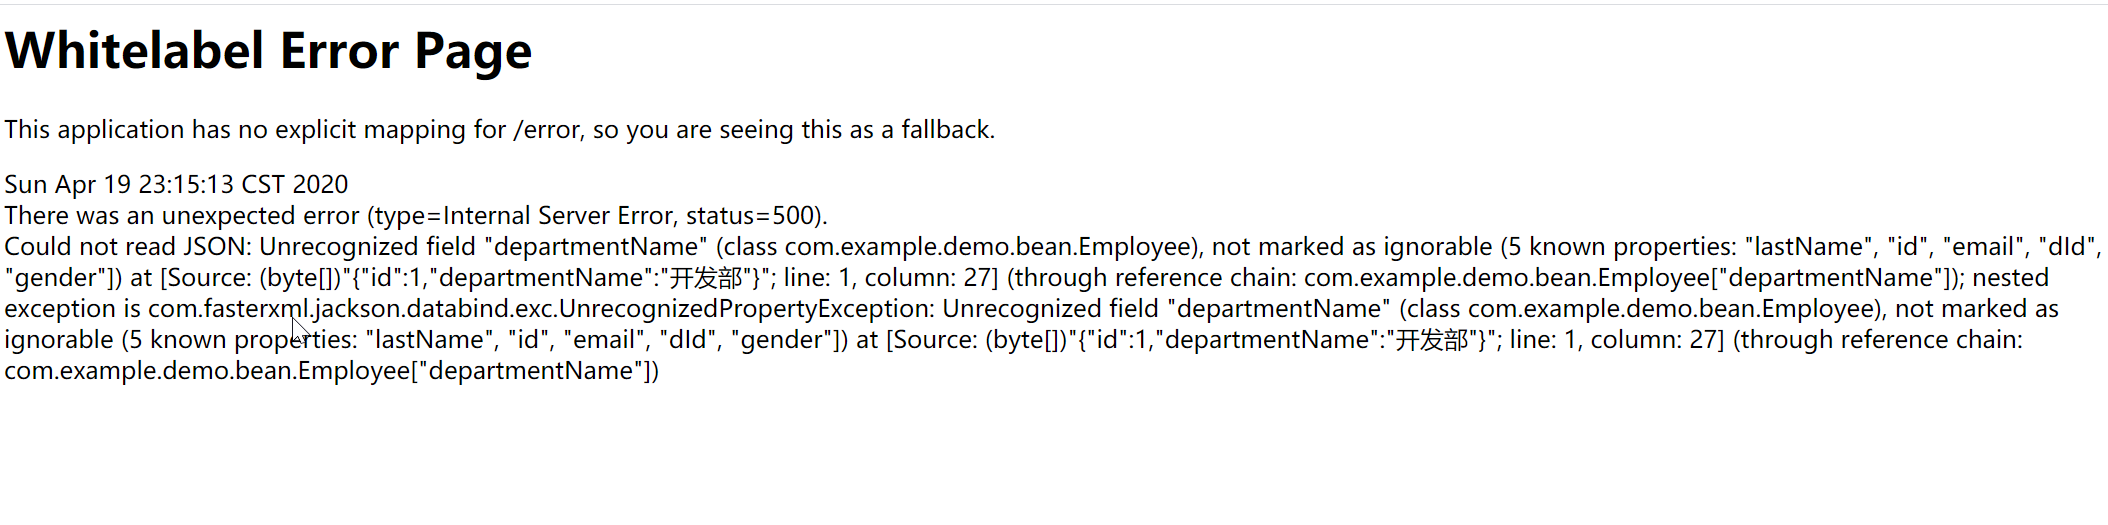 Whitelabel Error Page
This application has no explicit mapping for /error, so you are seeing this as a fallback.
Sun Apr 19 23:15:13 CST 2020
There was an unexpected error (type=Internal Server Error, status=500).
Could not read JSON: Unrecognized field "departmentName" (class com.example.demo.bean.Employee), not marked as ignorable (5 known properties: "lastName", "id", "email", "dId",
"gender"]) at [Source: (byte[])"{"id":1,"departmentName":"开发部"}"; line: 1, column: 27] (through reference chain: com.example.demo.bean.Employee["departmentName"]); nested
exception is com.fasterxml.jackson.databind.exc.UnrecognizedPropertyException: Unrecognized field "departmentName" (class com.example.demo.bean.Employee), not marked as
ignorable (5 known properties: "lastName", "id", "email", "dId", "gender"]) at [Source: (byte[])"{"id":1,"departmentName":"开发部"}"; line: 1, column: 27] (through reference chain:
com.example.demo.bean.Employee["departmentName"])